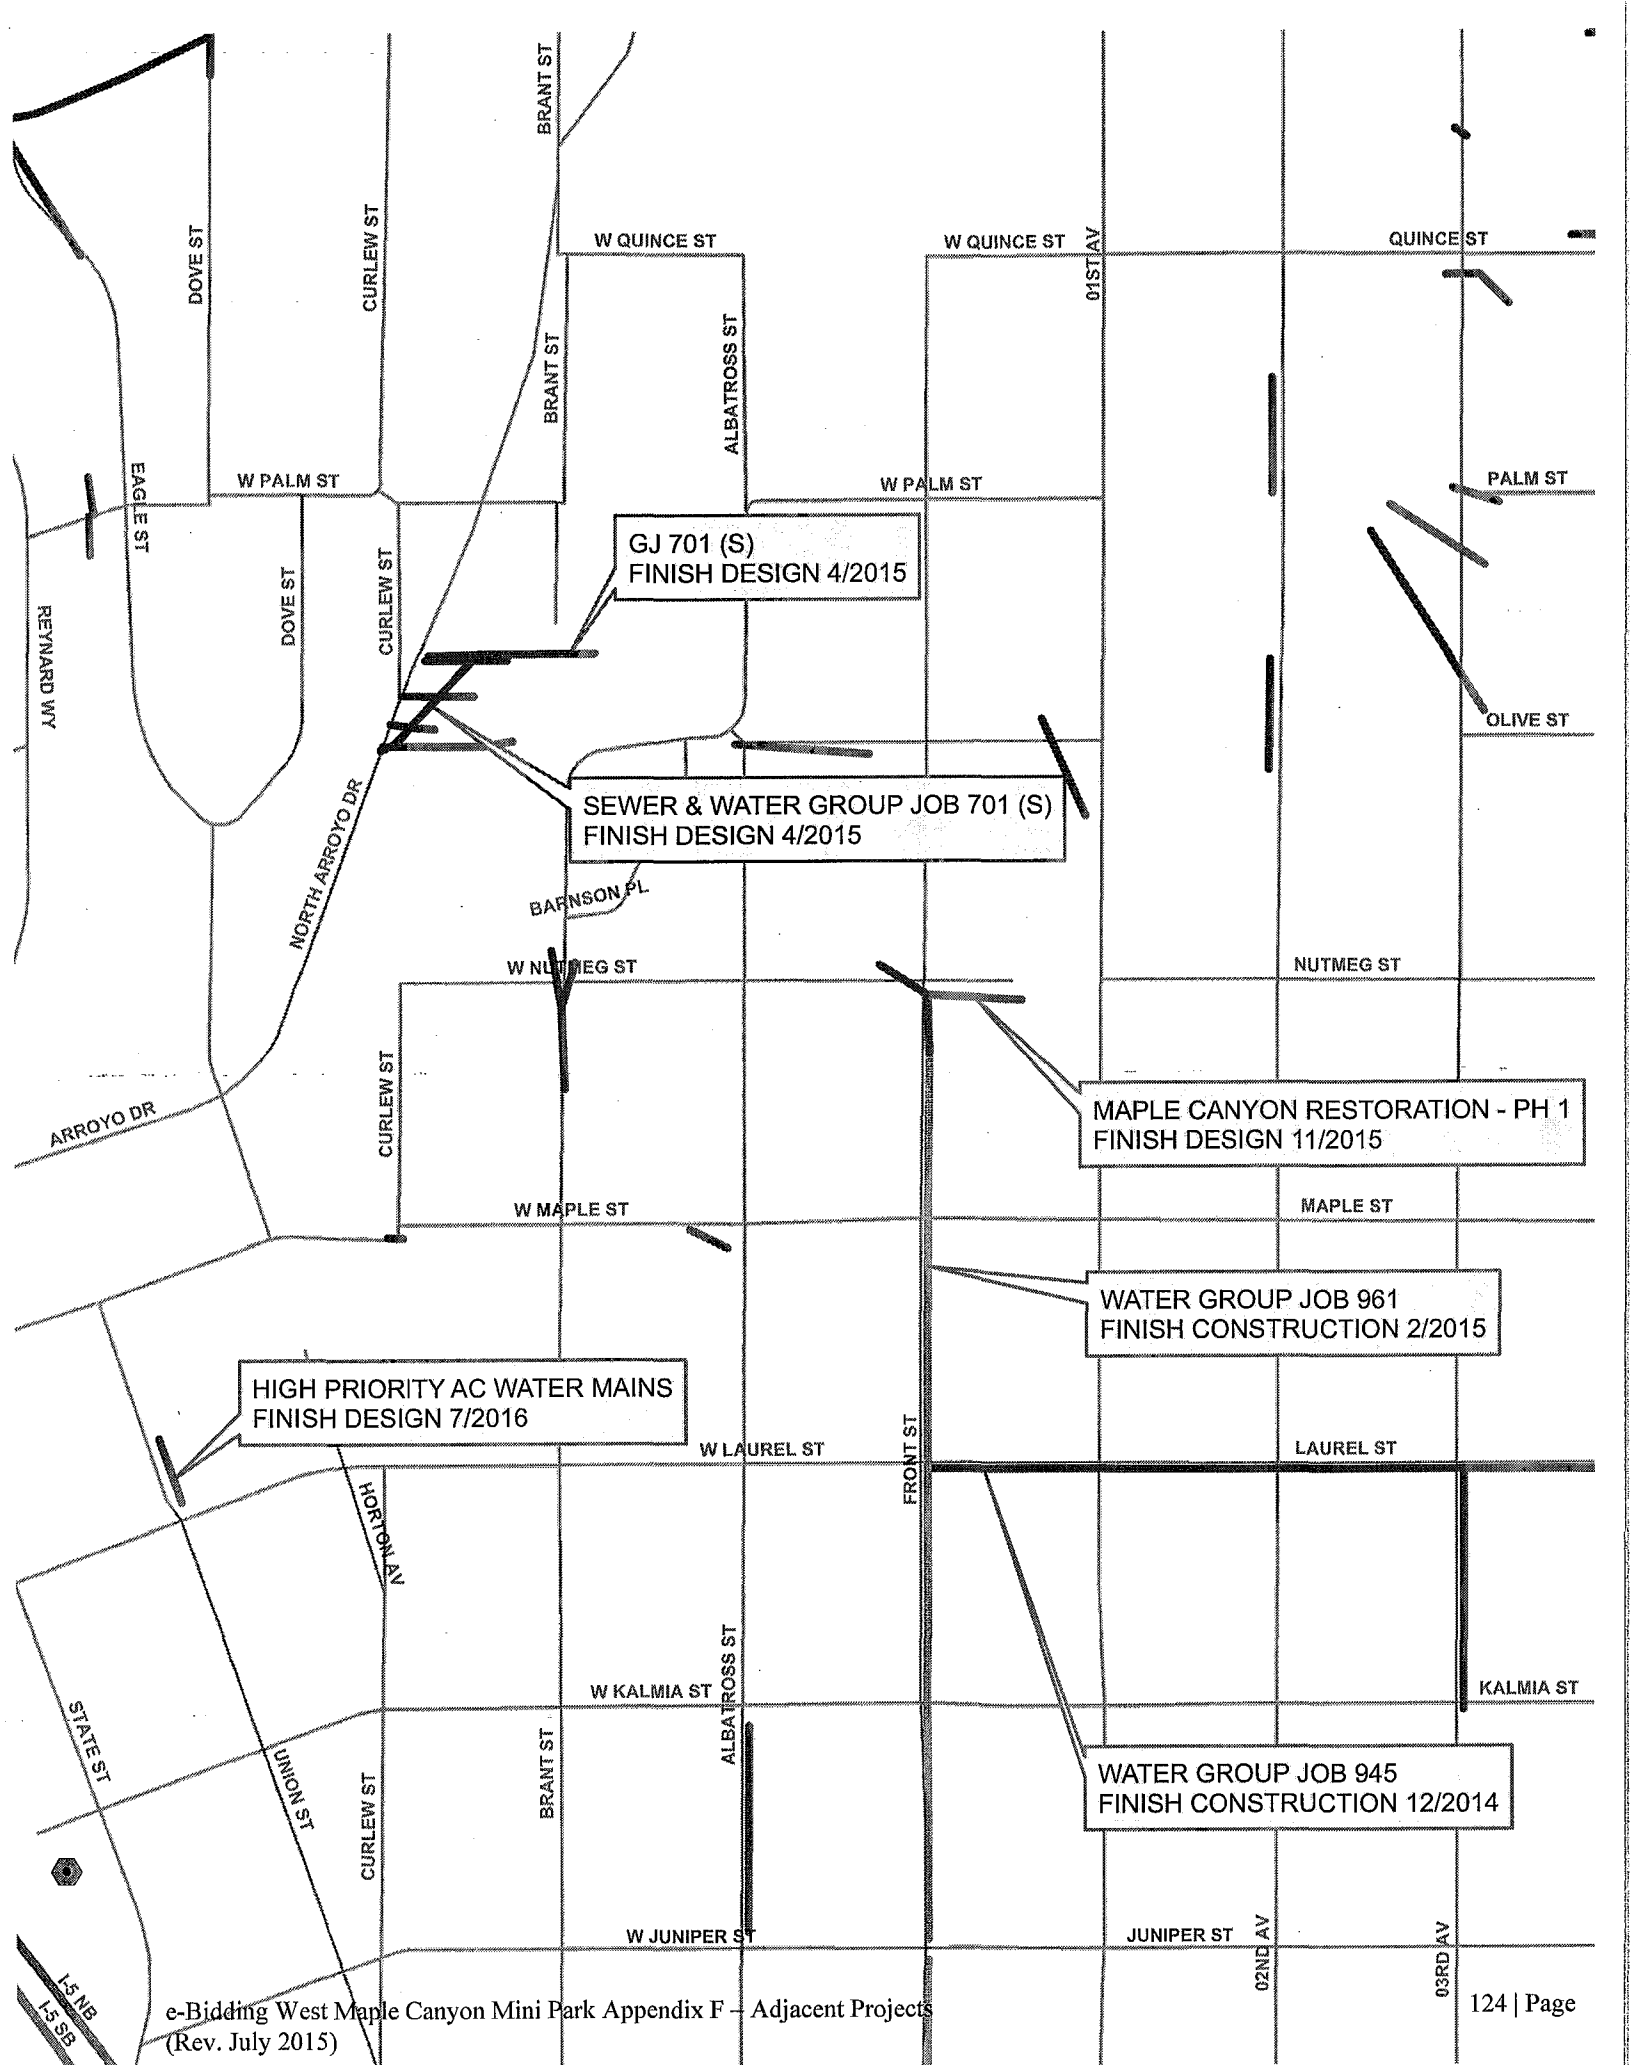 BRANT ST
DOVE ST
CURLEW ST
W QUINCE ST
W QUINCE ST
01ST AV
QUINCE ST
BRANT ST
ALBATROSS ST
EAGLE ST
W PALM ST
W PALM ST
PALM ST
GJ 701 (S)
FINISH DESIGN 4/2015
REYNARD WY
DOVE ST
CURLEW ST
OLIVE ST
SEWER & WATER GROUP JOB 701 (S)
FINISH DESIGN 4/2015
NORTH ARROYO DR
BARNSON PL
W NUTMEG ST
NUTMEG ST
ARROYO DR
CURLEW ST
MAPLE CANYON RESTORATION - PH 1
FINISH DESIGN 11/2015
W MAPLE ST
MAPLE ST
WATER GROUP JOB 961
FINISH CONSTRUCTION 2/2015
HIGH PRIORITY AC WATER MAINS
FINISH DESIGN 7/2016
W LAUREL ST
FRONT ST
LAUREL ST
HORTON AV
STATE ST
UNION ST
W KALMIA ST
ALBATROSS ST
KALMIA ST
CURLEW ST
BRANT ST
WATER GROUP JOB 945
FINISH CONSTRUCTION 12/2014
W JUNIPER ST
JUNIPER ST
02ND AV
03RD AV
I-5 NB
I-5 SB
e-Bidding West Maple Canyon Mini Park Appendix F – Adjacent Projects
(Rev. July 2015)
124 | Page